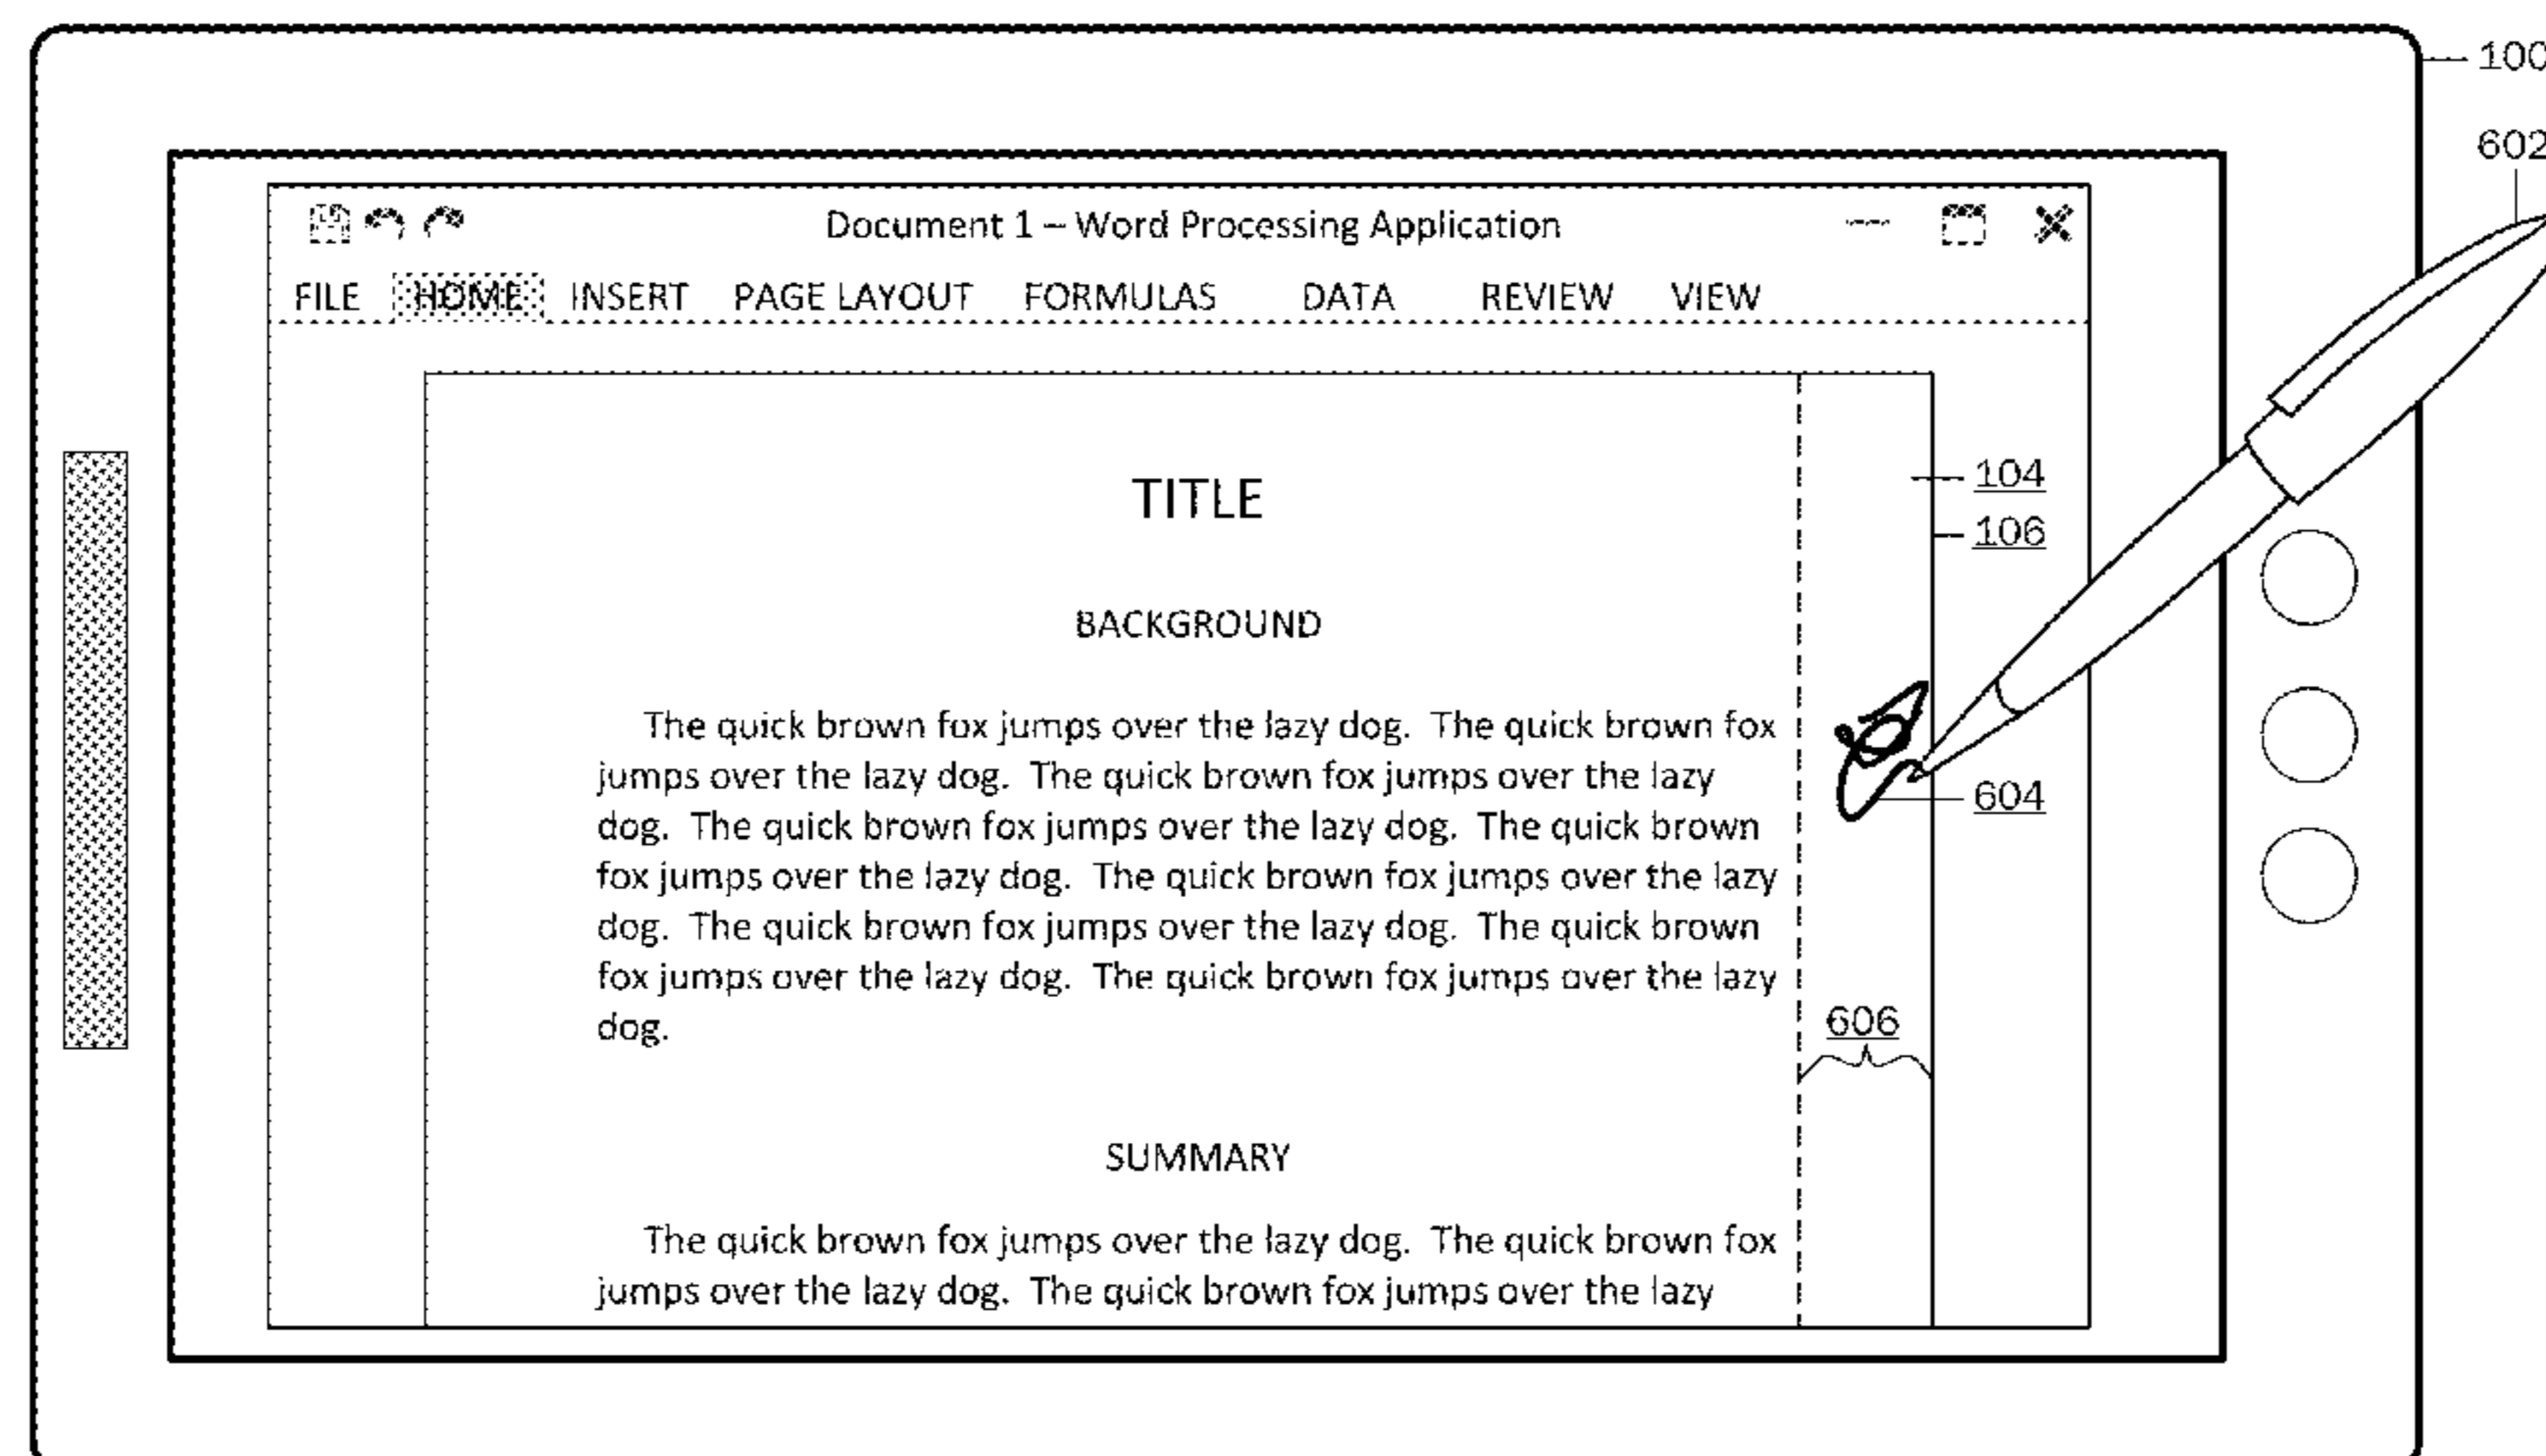 100
602
Document 1 – Word Processing Application
FILE HOME INSERT PAGE LAYOUT FORMULAS DATA REVIEW VIEW
104
TITLE
106
BACKGROUND
The quick brown fox jumps over the lazy dog. The quick brown fox
jumps over the lazy dog. The quick brown fox jumps over the lazy
604
dog. The quick brown fox jumps over the lazy dog. The quick brown
fox jumps over the lazy dog. The quick brown fox jumps over the lazy
dog. The quick brown fox jumps over the lazy dog. The quick brown
fox jumps over the lazy dog. The quick brown fox jumps over the lazy
dog.
606
SUMMARY
The quick brown fox jumps over the lazy dog. The quick brown fox
jumps over the lazy dog. The quick brown fox jumps over the lazy